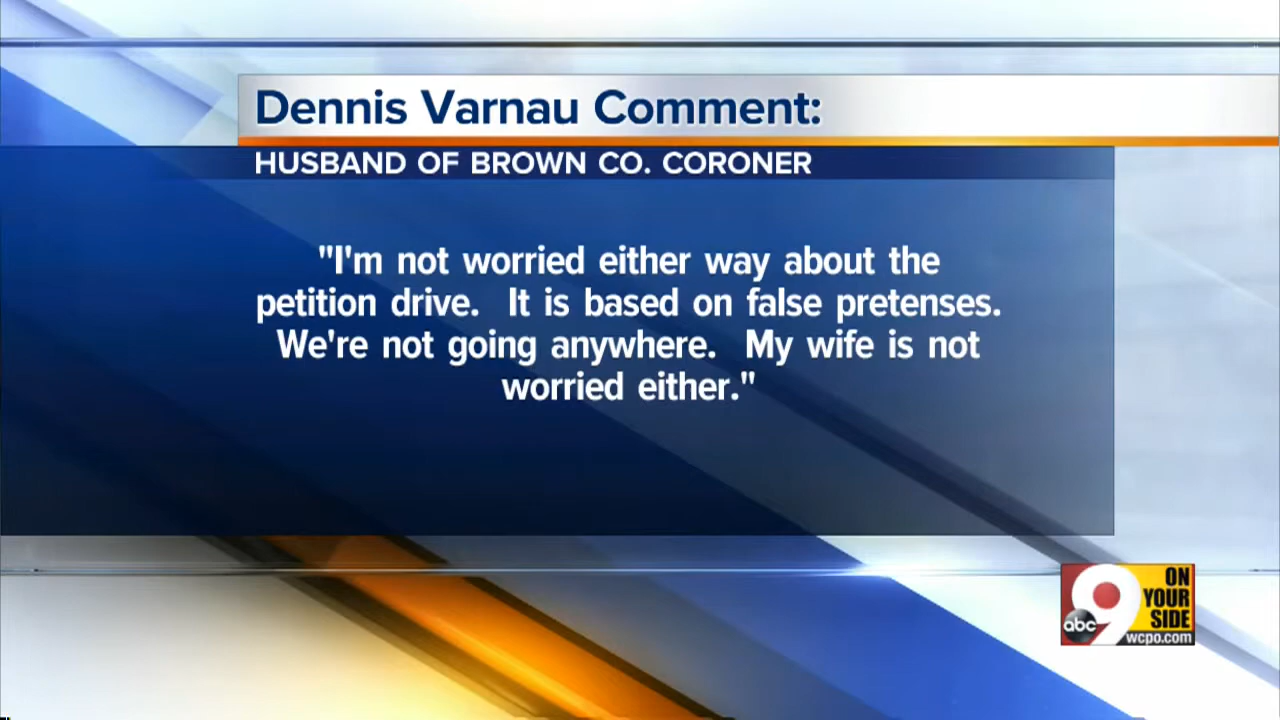 Dennis Varnau Comment:
HUSBAND OF BROWN CO. CORONER
"I'm not worried either way about the
petition drive.  It is based on false pretenses.
We're not going anywhere.  My wife is not
worried either."
ON
YOUR
SIDE
abc 9
wcpo.com